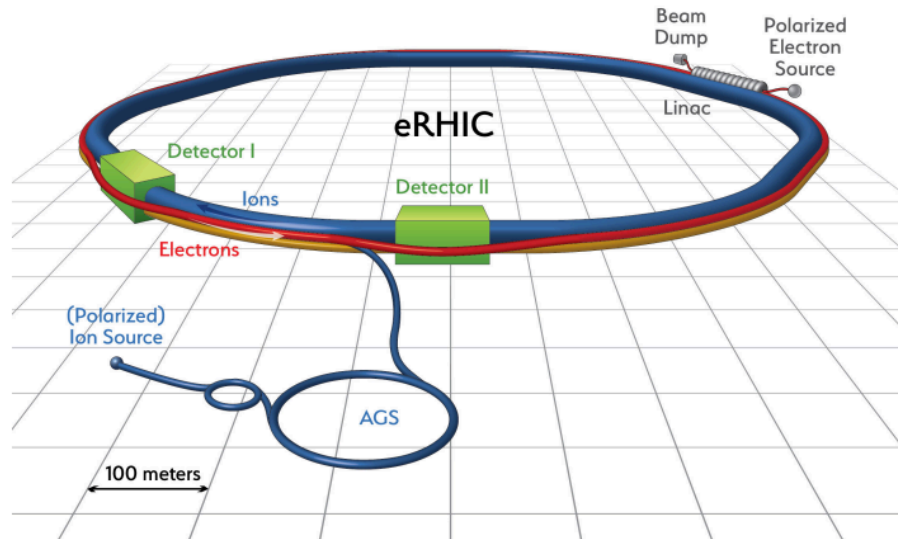 Beam
Dump
Polarized
Electron
Source
Linac
eRHIC
Detector I
Detector II
Ions
Electrons
(Polarized)
Ion Source
AGS
100 meters